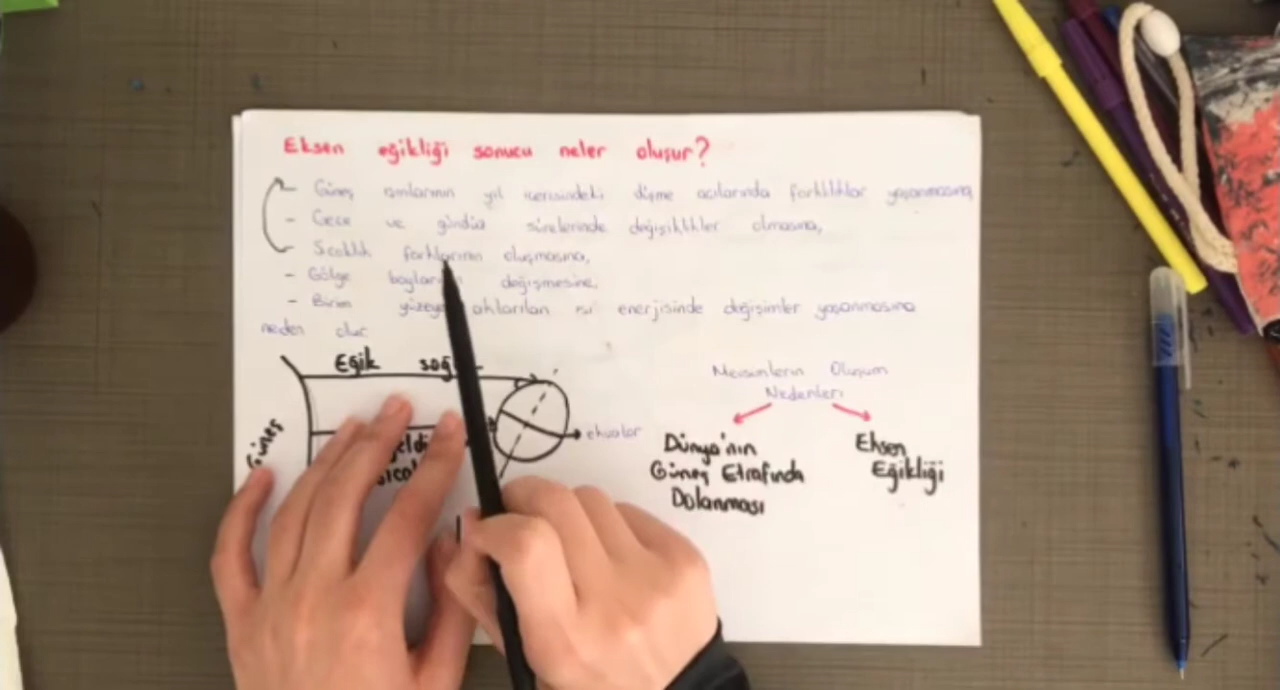 Eksen eğikliği sonucu neler oluşur?
- Güneş ışınlarının yıl içerisindeki düşme açılarında farklılıklar yaşanmasına,
- Gece ve gündüz sürelerinde değişiklikler olmasına,
- Sıcaklık farklarının oluşmasına,
- Gölge boyların değişmesine,
- Birim yüzeye aktarılan ısı enerjisinde değişimler yaşanmasına
neden olur.
Eğik
Güneş
ekvator
Mevsimlerin Oluşum
Nedenleri
Dünya'nın
Güneş Etrafında
Dolanması
Eksen
Eğikliği